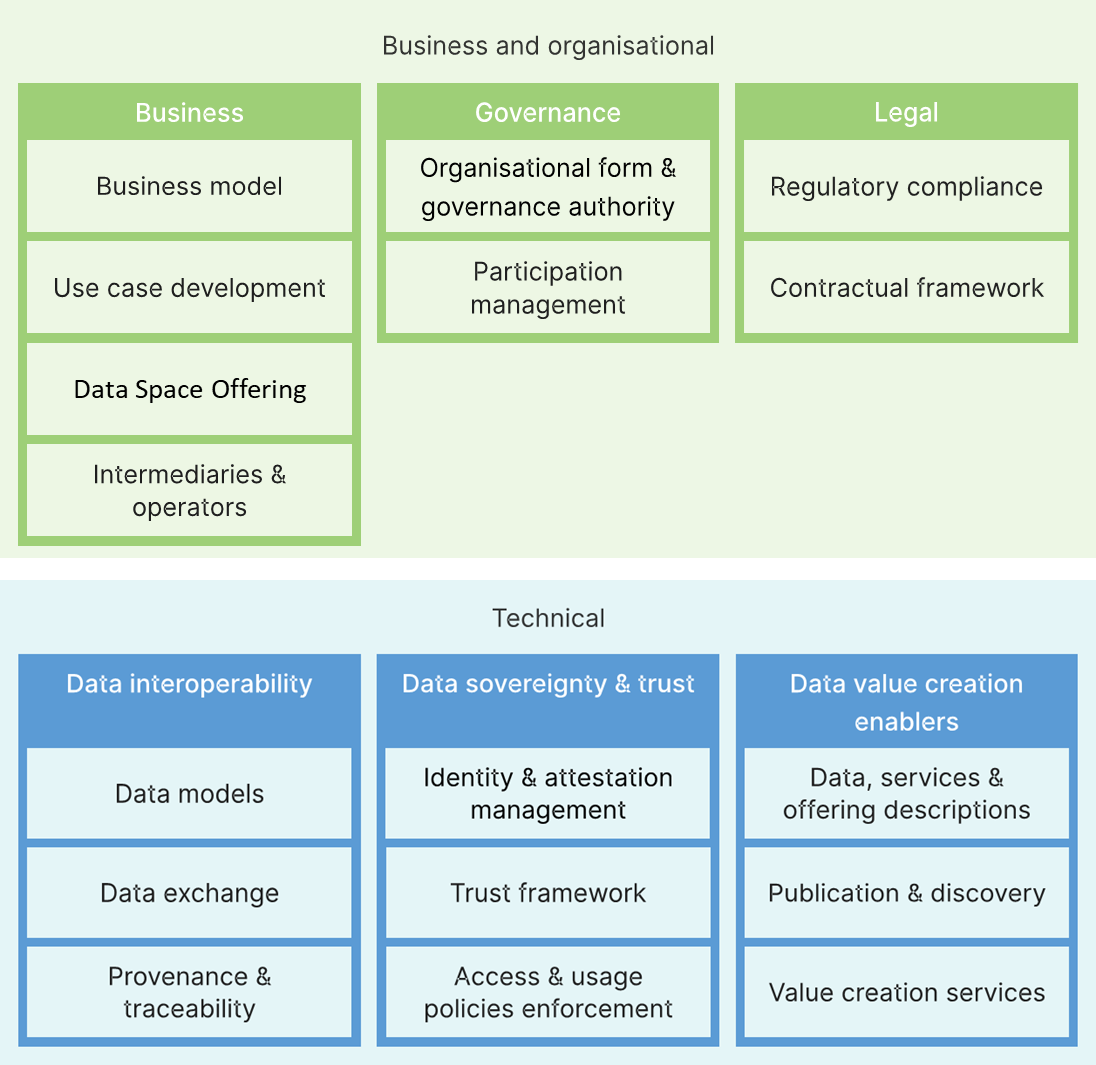 Business and organisational
Business
Business model
Use case development
Data Space Offering
Intermediaries &
operators
Governance
Organisational form &
governance authority
Participation
management
Legal
Regulatory compliance
Contractual framework
Technical
Data interoperability
Data models
Data exchange
Provenance &
traceability
Data sovereignty & trust
Identity & attestation
management
Trust framework
Access & usage
policies enforcement
Data value creation
enablers
Data, services &
offering descriptions
Publication & discovery
Value creation services